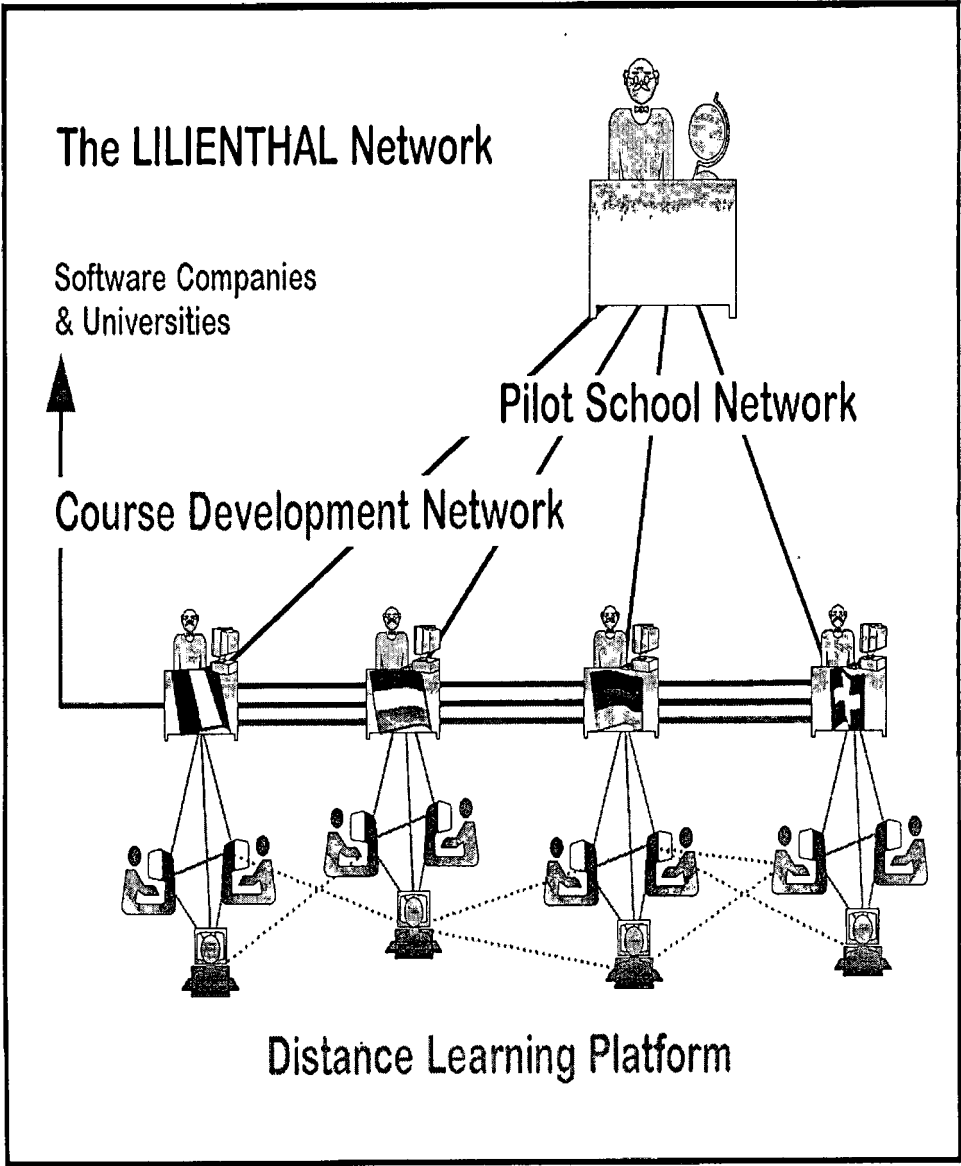 The LILIENTHAL Network
Software Companies
& Universities
Pilot School Network
Course Development Network
Distance Learning Platform